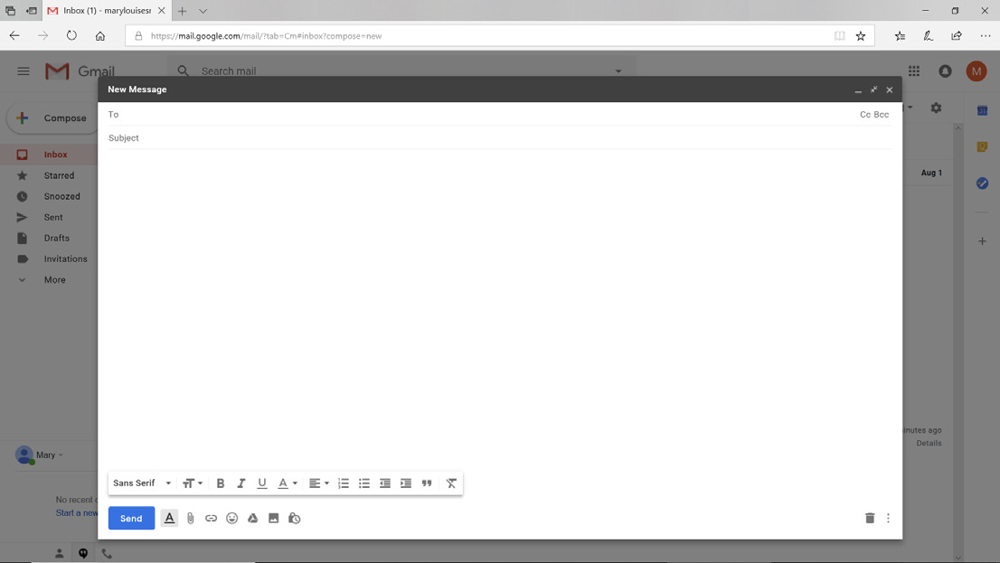 Inbox (1) - marylouisesr
https://mail.google.com/mail/?tab=Cm#inbox?compose=new
Gmail
Search mail
M
New Message
To
Cc Bcc
Subject
Compose
Inbox
Starred
Snoozed
Sent
Drafts
Invitations
More
Aug 1
inutes ago
Details
Mary
No recent c
Start a new
Sans Serif
Send